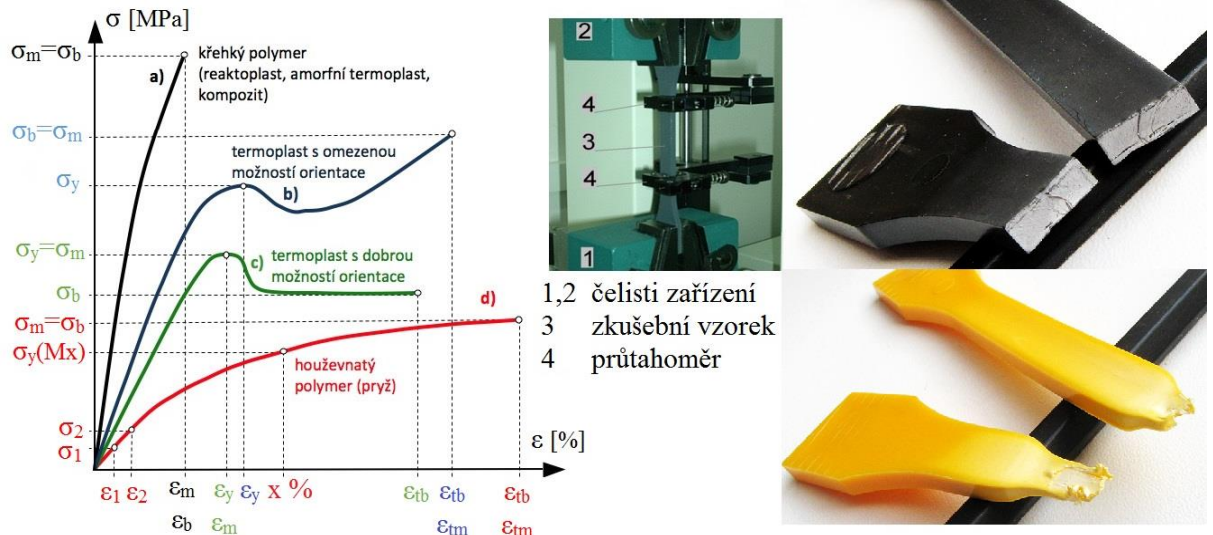 σ [MPa]
σm=σb
a)
křehký polymer
(reaktoplast, amorfní termoplast,
kompozit)
σb=σm
termoplast s omezenou
možností orientace
σy
b)
σy=σm
c)
termoplast s dobrou
možností orientace
σb
d)
σm=σb
σy(Mx)
houževnatý
polymer (pryž)
σ2
σ1
ε [%]
ε1
ε2
εm
εy
εy
x %
εtb
εtb
εtb
εb
εm
εtm
εtm
2
4
3
4
1
1,2 čelisti zařízení
3 zkušební vzorek
4 průtahoměr